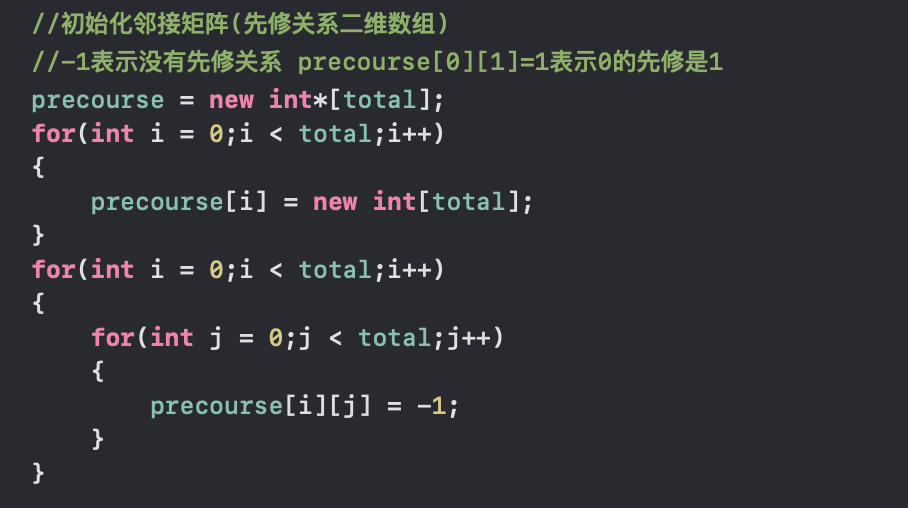 //初始化邻接矩阵(先修关系二维数组)
//-1表示没有先修关系 precourse[0][1]=1表示0的先修是1
precourse = new int*[total];
for(int i = 0;i < total;i++)
{
    precourse[i] = new int[total];
}
for(int i = 0;i < total;i++)
{
    for(int j = 0;j < total;j++)
    {
        precourse[i][j] = -1;
    }
}